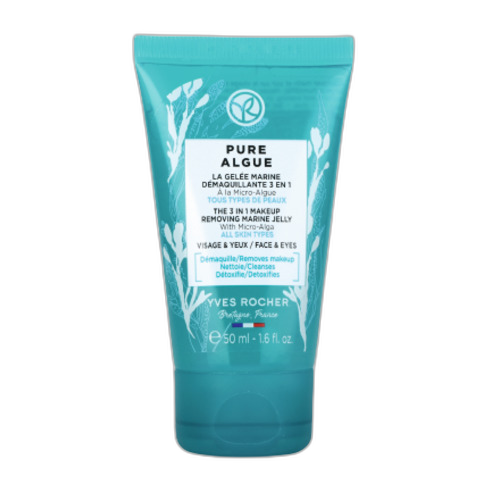 PURE
ALGUE
LA GELÉE MARINE
DÉMAQUILLANTE 3 EN 1
À la Micro-Algue
TOUS TYPES DE PEAUX
THE 3 IN 1 MAKEUP
REMOVING MARINE JELLY
With Micro-Alga
ALL SKIN TYPES
VISAGE & YEUX / FACE & EYES
Démaquille/Removes makeup
Nettoie/Cleanses
Détoxifie/Detoxifies
YVES ROCHER
Bretagne, France
℮ 50 ml - 1.6 fl. oz.